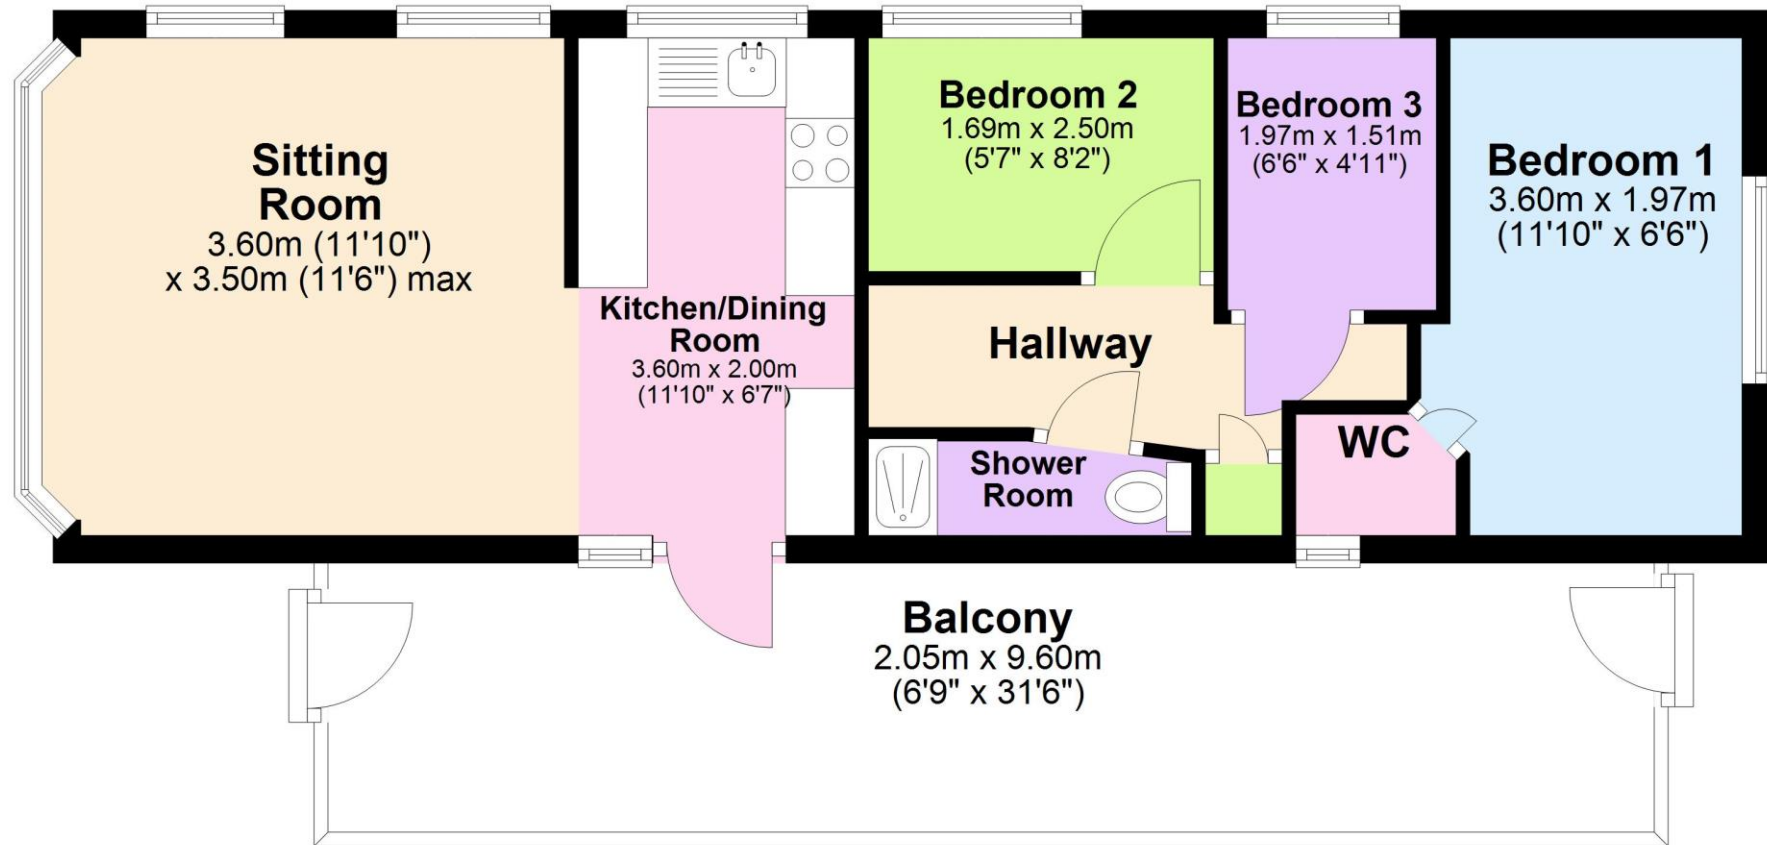 Sitting
Room
3.60m (11'10")
x 3.50m (11'6") max
Kitchen/Dining
Room
3.60m x 2.00m
(11'10" x 6'7")
Bedroom 2
1.69m x 2.50m
(5'7" x 8'2")
Bedroom 3
1.97m x 1.51m
(6'6" x 4'11")
Bedroom 1
3.60m x 1.97m
(11'10" x 6'6")
Hallway
WC
Shower
Room
Balcony
2.05m x 9.60m
(6'9" x 31'6")